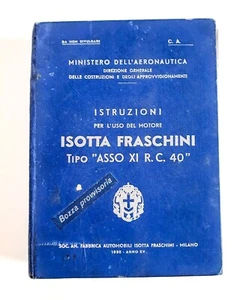 DA NON DIVULGARE C. A.
MINISTERO DELL'AERONAUTICA
DIREZIONE GENERALE
DELLE COSTRUZIONI E DEGLI APPROVVIGIONAMENTI
ISTRUZIONI
PER L'USO DEL MOTORE
ISOTTA FRASCHINI
TIPO "ASSO XI R. C. 40"
Bozza provvisoria
SOC. AN. FABBRICA AUTOMOBILI ISOTTA FRASCHINI - MILANO
ANNO XV